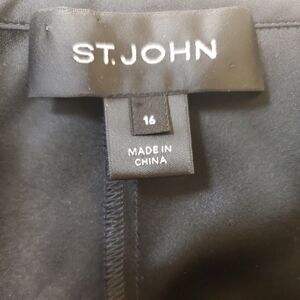 ST. JOHN
16
MADE IN
CHINA